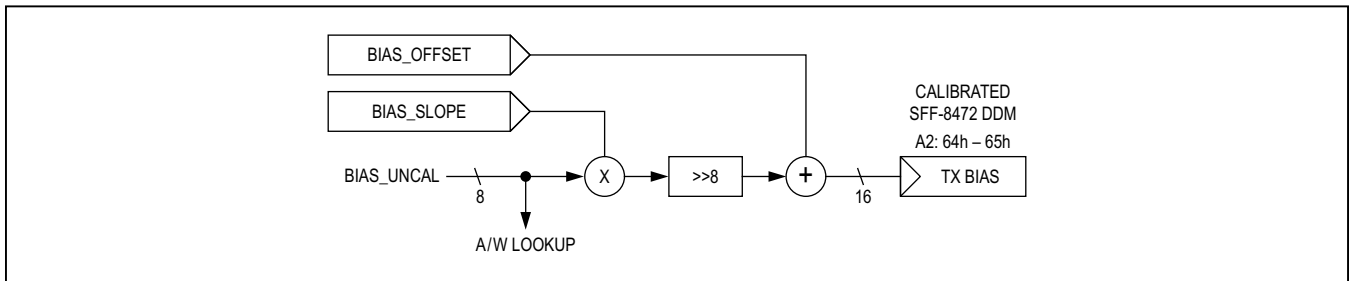 BIAS_OFFSET
BIAS_SLOPE
CALIBRATED
SFF-8472 DDM
A2: 64h – 65h
BIAS_UNCAL
8
X
>>8
+
16
TX BIAS
A/W LOOKUP